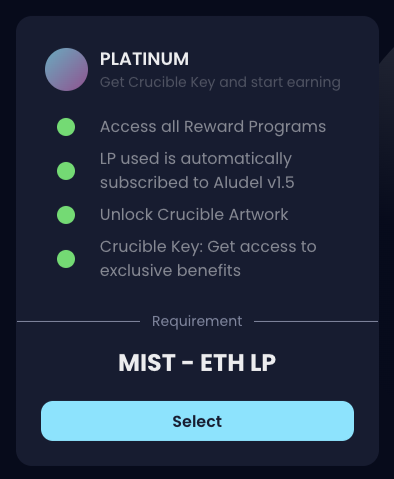 PLATINUM
Get Crucible Key and start earning
Access all Reward Programs
LP used is automatically
subscribed to Aludel v1.5
Unlock Crucible Artwork
Crucible Key: Get access to
exclusive benefits
Requirement
MIST - ETH LP
Select